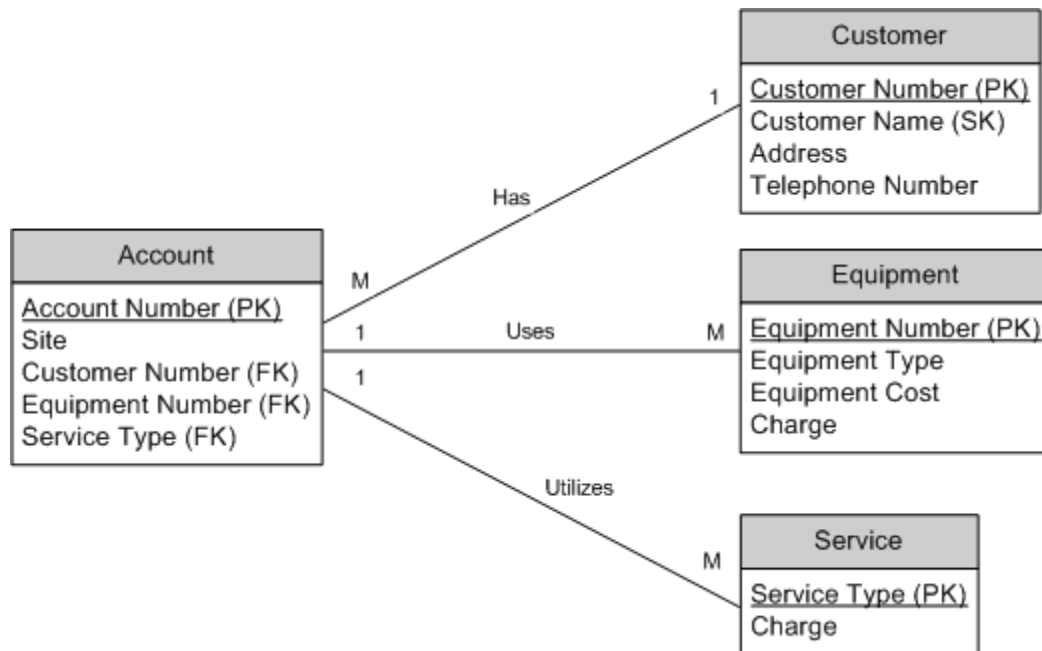 Customer
Customer Number (PK)
Customer Name (SK)
Address
Telephone Number
1
Has
M
Account
Account Number (PK)
Site
Customer Number (FK)
Equipment Number (FK)
Service Type (FK)
1
Uses
M
Equipment
Equipment Number (PK)
Equipment Type
Equipment Cost
Charge
1
Utilizes
M
Service
Service Type (PK)
Charge